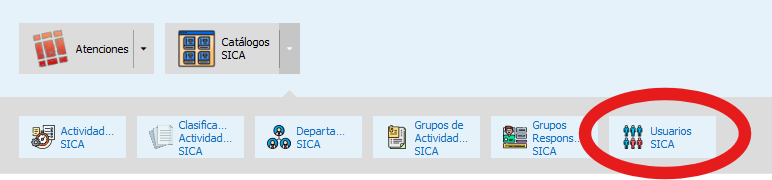 Atenciones
Catálogos
SICA
Actividad...
SICA
Clasifica...
Actividad...
SICA
Departa...
SICA
Grupos de
Actividad...
SICA
Grupos
Respons...
SICA
Usuarios
SICA